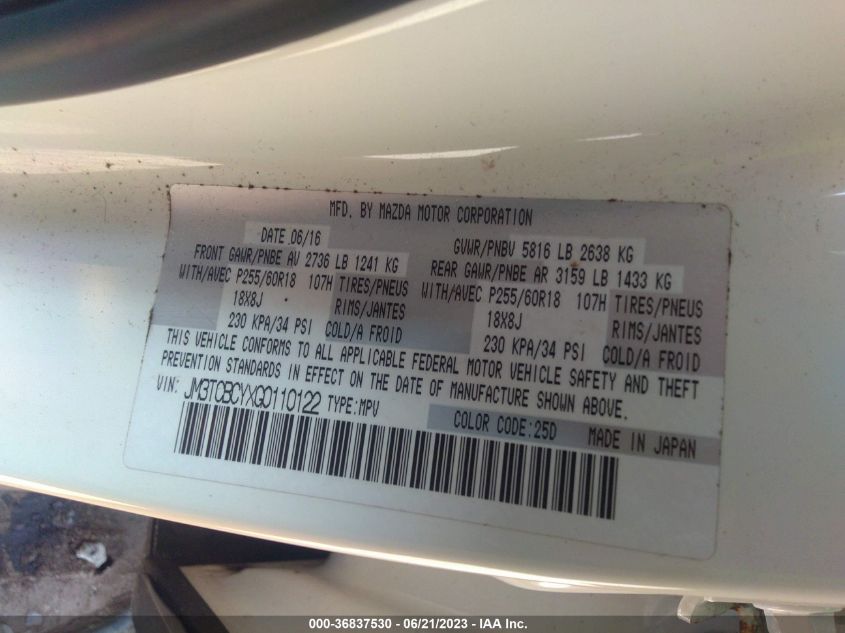 MFD. BY MAZDA MOTOR CORPORATION
DATE 06/16
GVWR/PNBV 5816 LB 2638 KG
FRONT GAWR/PNBE AV 2736 LB 1241 KG
REAR GAWR/PNBE AR 3159 LB 1433 KG
WITH/AVEC P255/60R18 107H TIRES/PNEUS
WITH/AVEC P255/60R18 107H TIRES/PNEUS
18X8J RIMS/JANTES
18X8J RIMS/JANTES
230 KPA/34 PSI COLD/A FROID
230 KPA/34 PSI COLD/A FROID
THIS VEHICLE CONFORMS TO ALL APPLICABLE FEDERAL MOTOR VEHICLE SAFETY AND THEFT
PREVENTION STANDARDS IN EFFECT ON THE DATE OF MANUFACTURE SHOWN ABOVE.
VIN: JM3TCBCYXG0110122 TYPE:MPV
COLOR CODE:25D MADE IN JAPAN
000-36837530 - 06/21/2023 - IAA Inc.